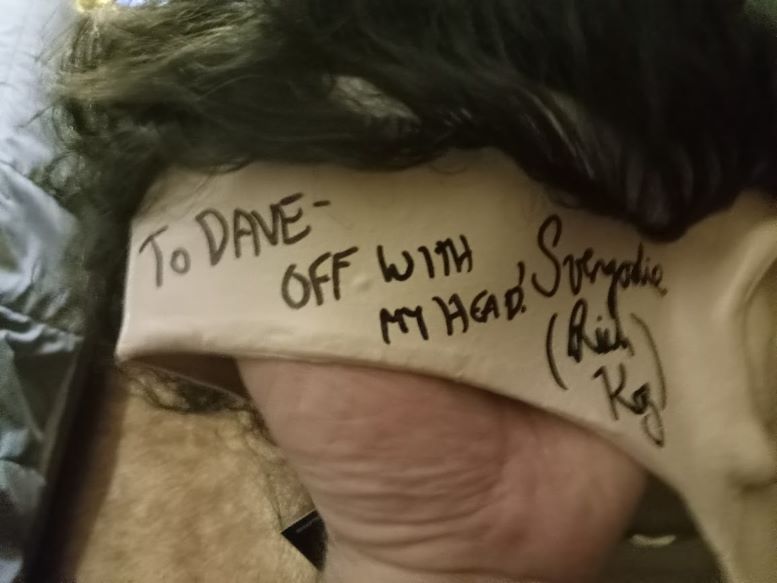 To DAVE-
OFF WITH
MY HEAD! Svengoolie
(Rich
Koz)